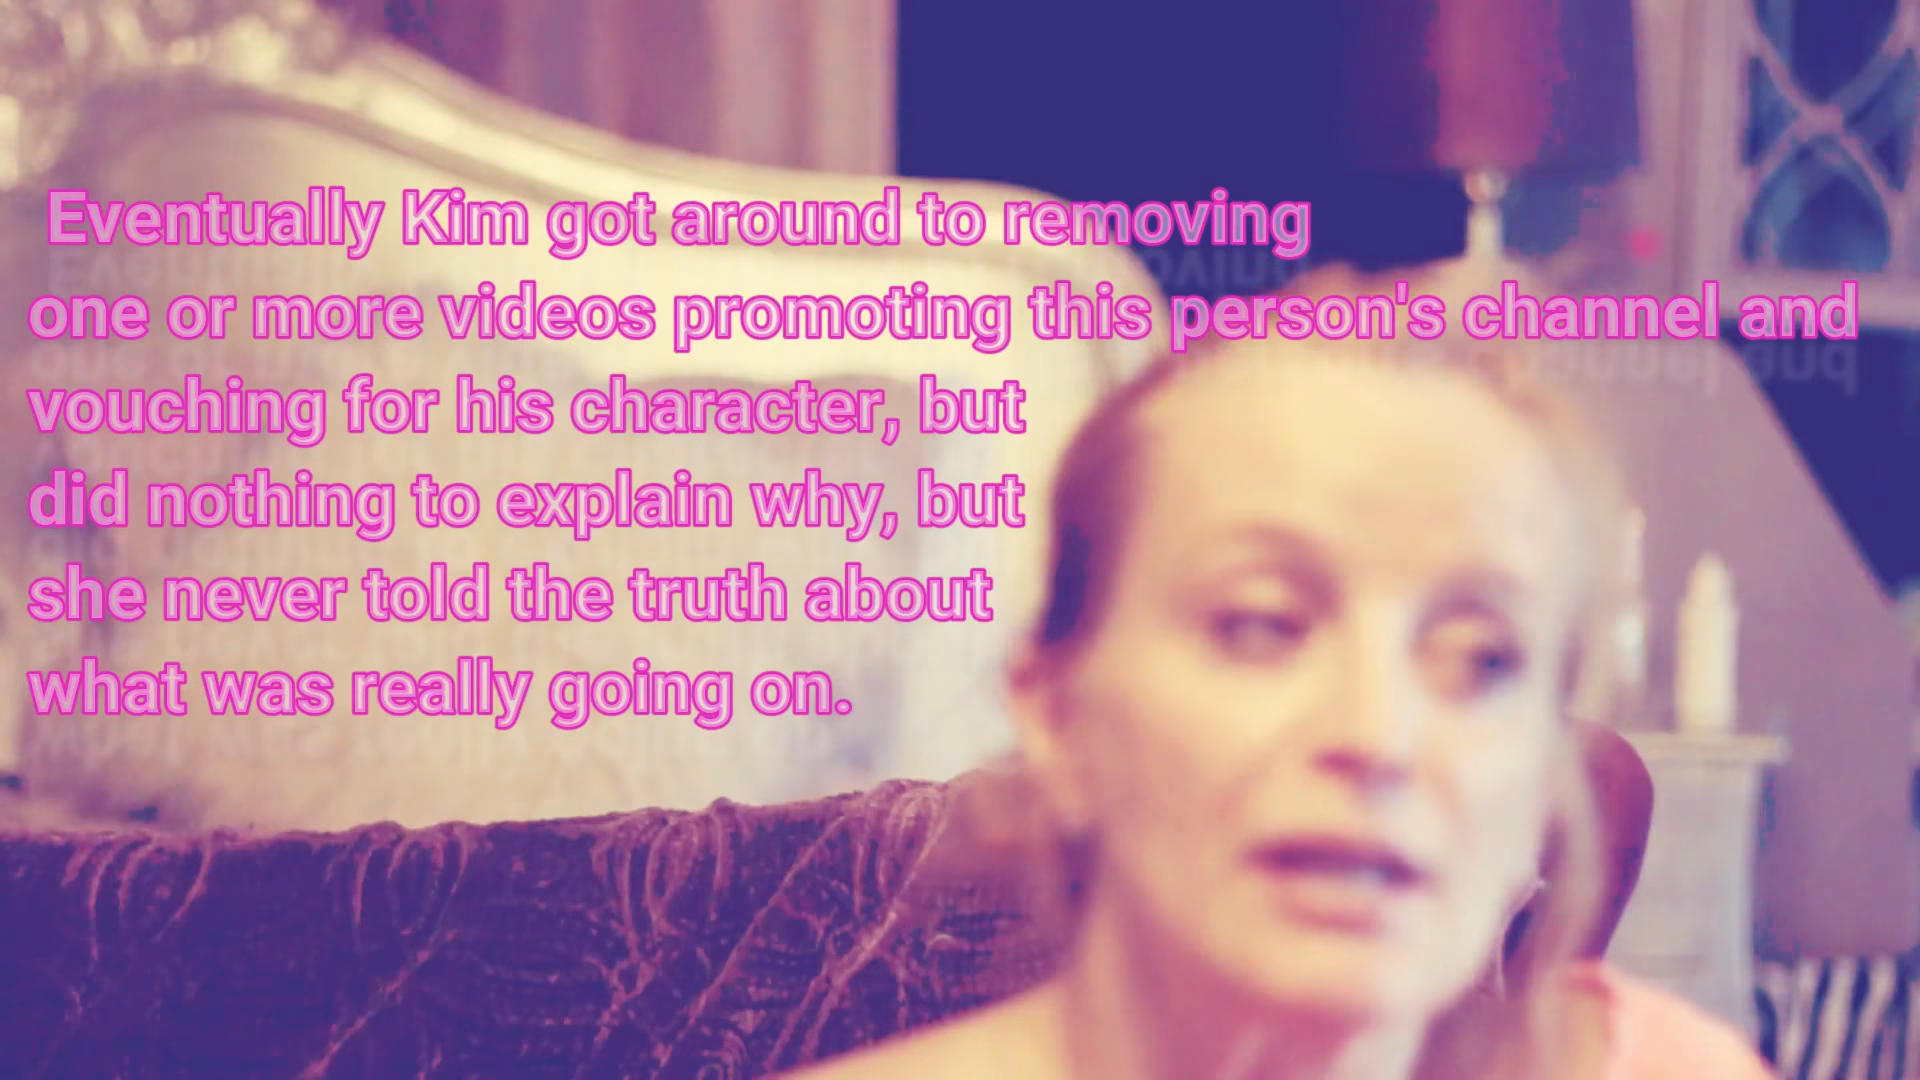 Eventually Kim got around to removing
one or more videos promoting this person's channel and
vouching for his character, but
did nothing to explain why, but
she never told the truth about
what was really going on.